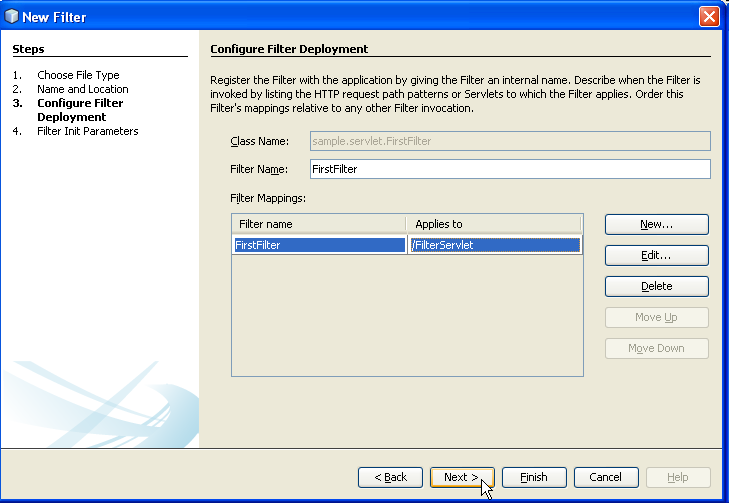 New Filter
Steps
1. Choose File Type
2. Name and Location
3. Configure Filter
Deployment
4. Filter Init Parameters
Configure Filter Deployment
Register the Filter with the application by giving the Filter an internal name. Describe when the Filter is
invoked by listing the HTTP request path patterns or Servlets to which the Filter applies. Order this
Filter's mappings relative to any other Filter invocation.
Class Name: sample.servlet.FirstFilter
Filter Name: FirstFilter
Filter Mappings:
Filter name Applies to
FirstFilter /FilterServlet
New...
Edit...
Delete
Move Up
Move Down
< Back Next > Finish Cancel Help